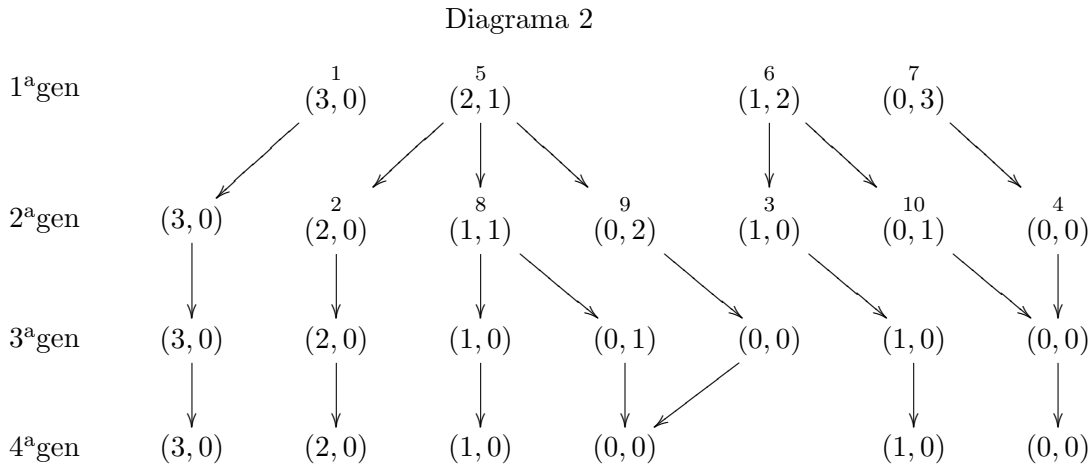 Diagrama 2
1 5 6 7
1ᵃgen (3, 0) (2, 1) (1, 2) (0, 3)
2 8 9 3 10 4
2ᵃgen (3, 0) (2, 0) (1, 1) (0, 2) (1, 0) (0, 1) (0, 0)
3ᵃgen (3, 0) (2, 0) (1, 0) (0, 1) (0, 0) (1, 0) (0, 0)
4ᵃgen (3, 0) (2, 0) (1, 0) (0, 0) (1, 0) (0, 0)